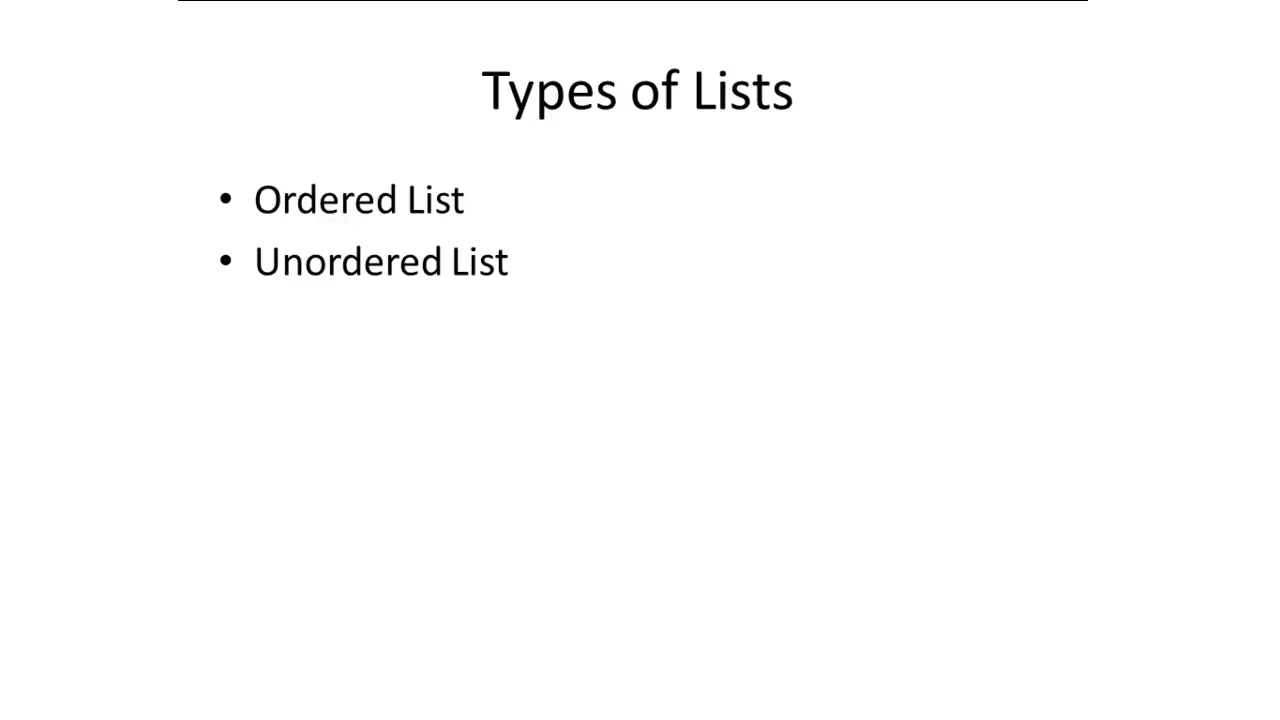 Types of Lists
• Ordered List
• Unordered List